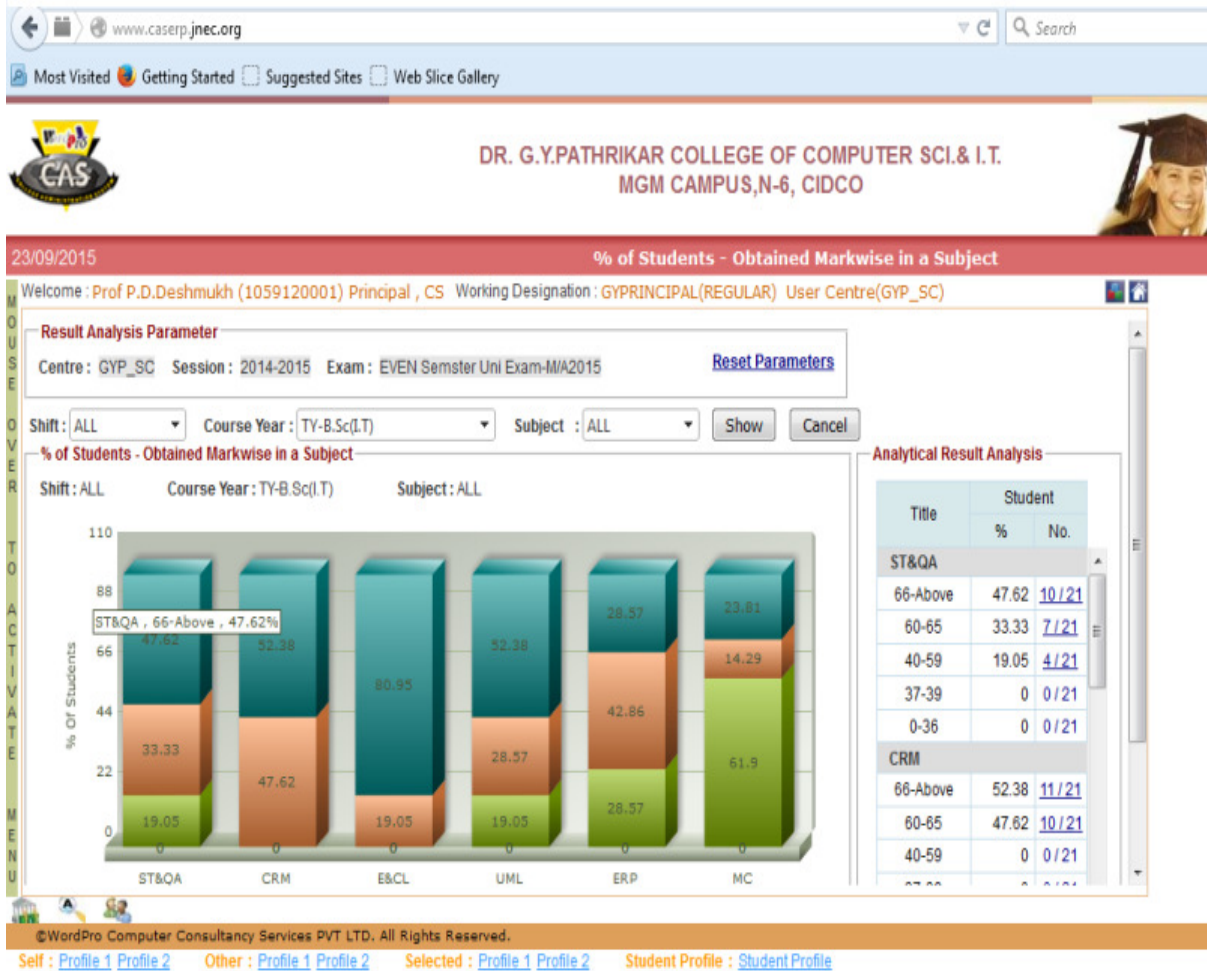 www.caserp.jnec.org
Search
Most Visited Getting Started Suggested Sites Web Slice Gallery
WordPro
CAS
DR. G.Y.PATHRIKAR COLLEGE OF COMPUTER SCI.& I.T.
MGM CAMPUS,N-6, CIDCO
23/09/2015 % of Students - Obtained Markwise in a Subject
MOUSE OVER TO ACTIVATE MENU
Welcome : Prof P.D.Deshmukh (1059120001) Principal , CS Working Designation : GYPRINCIPAL(REGULAR) User Centre(GYP_SC)
Result Analysis Parameter
Centre : GYP_SC Session : 2014-2015 Exam : EVEN Semster Uni Exam-M/A2015 Reset Parameters
Shift : ALL Course Year : TY-B.Sc(I.T) Subject : ALL Show Cancel
% of Students - Obtained Markwise in a Subject
Shift : ALL Course Year : TY-B.Sc(I.T) Subject : ALL
% Of Students
110
88
66
44
22
0
ST&QA , 66-Above , 47.62%
47.62 52.38 80.95 52.38 28.57 23.81
33.33 47.62 19.05 28.57 42.86 14.29
19.05 19.05 28.57 61.9
0 0 0 0 0 0
ST&QA CRM E&CL UML ERP MC
Analytical Result Analysis
Title Student
% No.
ST&QA
66-Above 47.62 10/21
60-65 33.33 7/21
40-59 19.05 4/21
37-39 0 0/21
0-36 0 0/21
CRM
66-Above 52.38 11/21
60-65 47.62 10/21
40-59 0 0/21
©WordPro Computer Consultancy Services PVT LTD. All Rights Reserved.
Self : Profile 1 Profile 2 Other : Profile 1 Profile 2 Selected : Profile 1 Profile 2 Student Profile : Student Profile